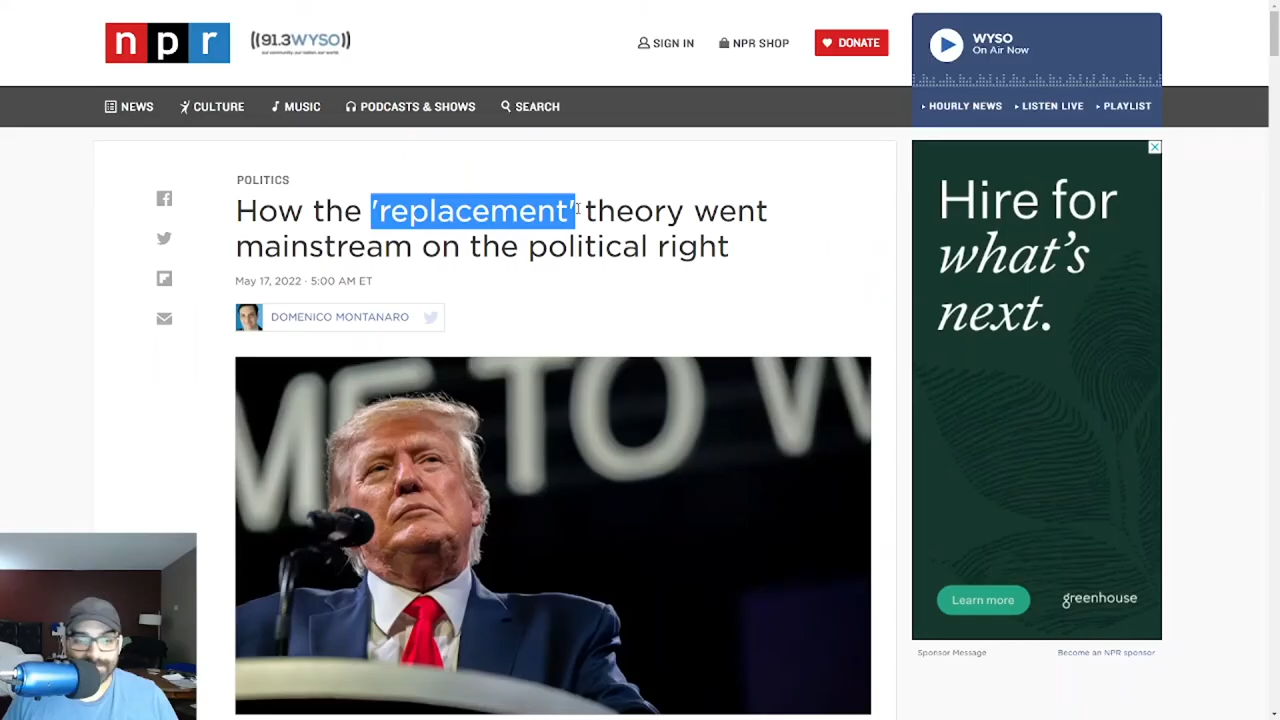 npr
((91.3WYSO))
SIGN IN
NPR SHOP
DONATE
WYSO
On Air Now
NEWS
CULTURE
MUSIC
PODCASTS & SHOWS
SEARCH
HOURLY NEWS
LISTEN LIVE
PLAYLIST
POLITICS
How the 'replacement' theory went
mainstream on the political right
May 17, 2022 · 5:00 AM ET
DOMENICO MONTANARO
ME TO W
Hire for
what's
next.
Learn more
greenhouse
Sponsor Message
Become an NPR sponsor